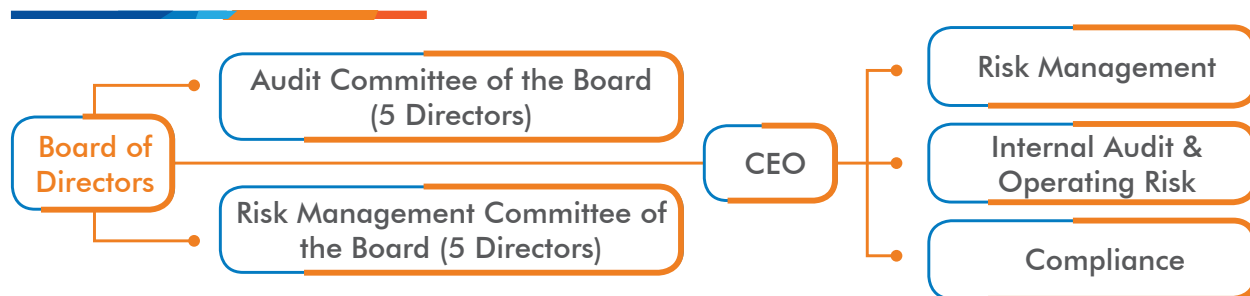 Board of
Directors
Audit Committee of the Board
(5 Directors)
Risk Management Committee of
the Board (5 Directors)
CEO
Risk Management
Internal Audit &
Operating Risk
Compliance